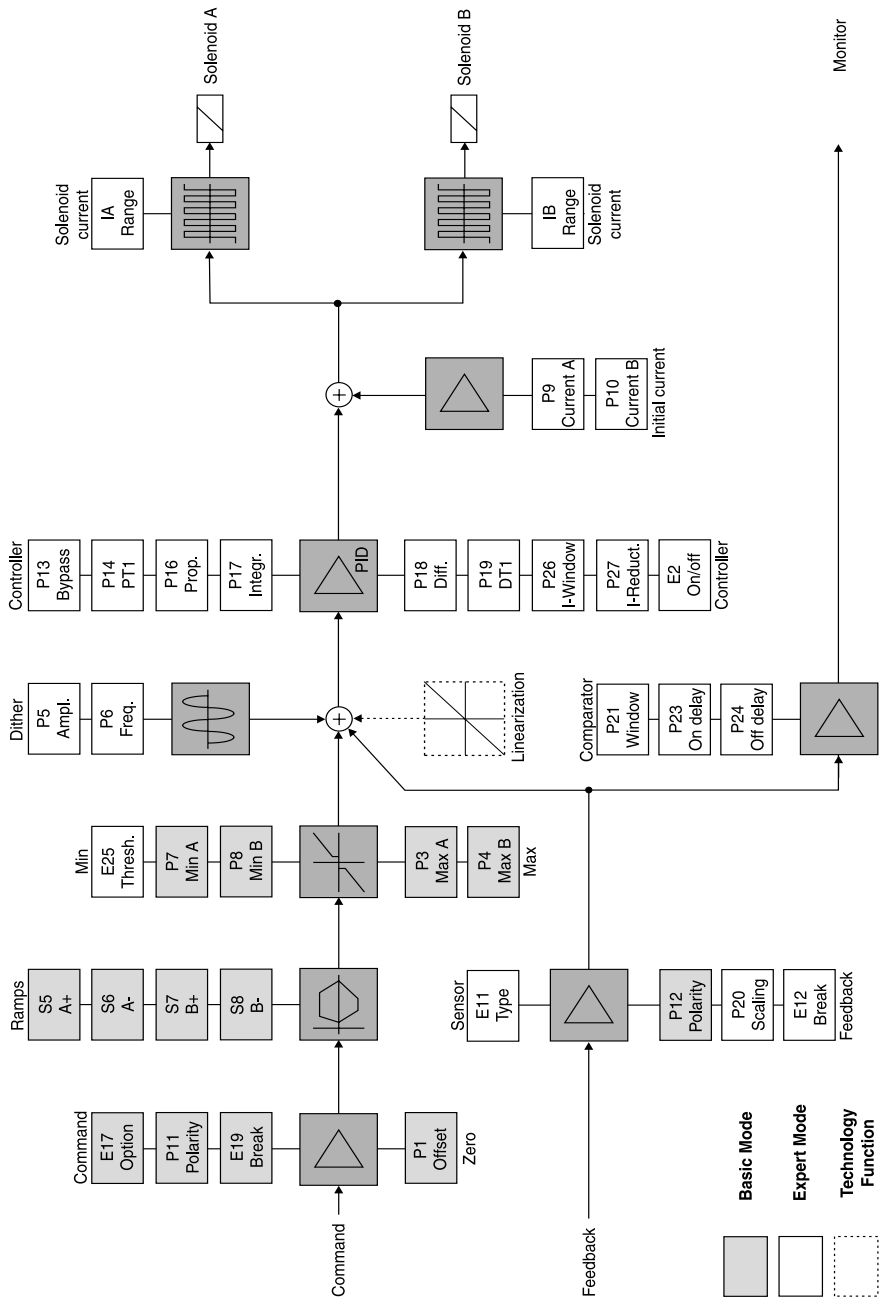 Command
E17
Option
P11
Polarity
E19
Break
Command
P1
Offset
Zero
Ramps
S5
A+
S6
A-
S7
B+
S8
B-
Min
E25
Thresh.
P7
Min A
P8
Min B
P3
Max A
P4
Max B
Max
Dither
P5
Ampl.
P6
Freq.
Linearization
Controller
P13
Bypass
P14
PT1
P16
Prop.
P17
Integr.
PID
P18
Diff.
P19
DT1
P26
I-Window
P27
I-Reduct.
E2
On/off
Controller
P9
Current A
P10
Current B
Initial current
Solenoid
current
IA
Range
Solenoid A
Solenoid B
IB
Range
Solenoid
current
Sensor
E11
Type
Feedback
P12
Polarity
P20
Scaling
E12
Break
Feedback
Comparator
P21
Window
P23
On delay
P24
Off delay
Monitor
Basic Mode
Expert Mode
Technology
Function